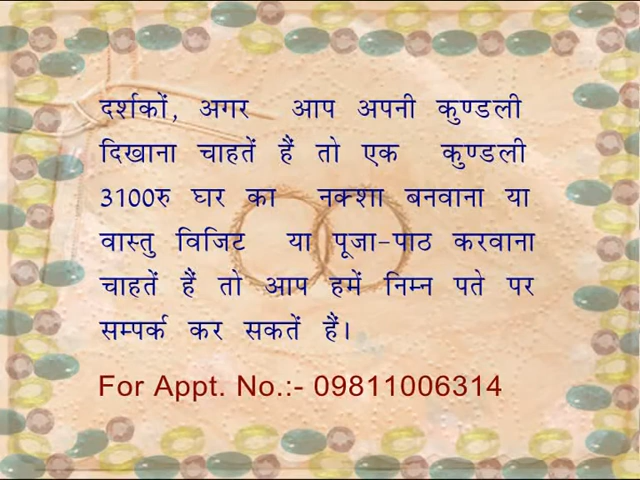 दर्शकों, अगर आप अपनी कुण्डली
दिखाना चाहतें हैं तो एक कुण्डली
3100रु घर का नक्शा बनवाना या
वास्तु विजिट या पूजा-पाठ करवाना
चाहतें हैं तो आप हमें निम्न पते पर
सम्पर्क कर सकतें हैं।
For Appt. No.:- 09811006314